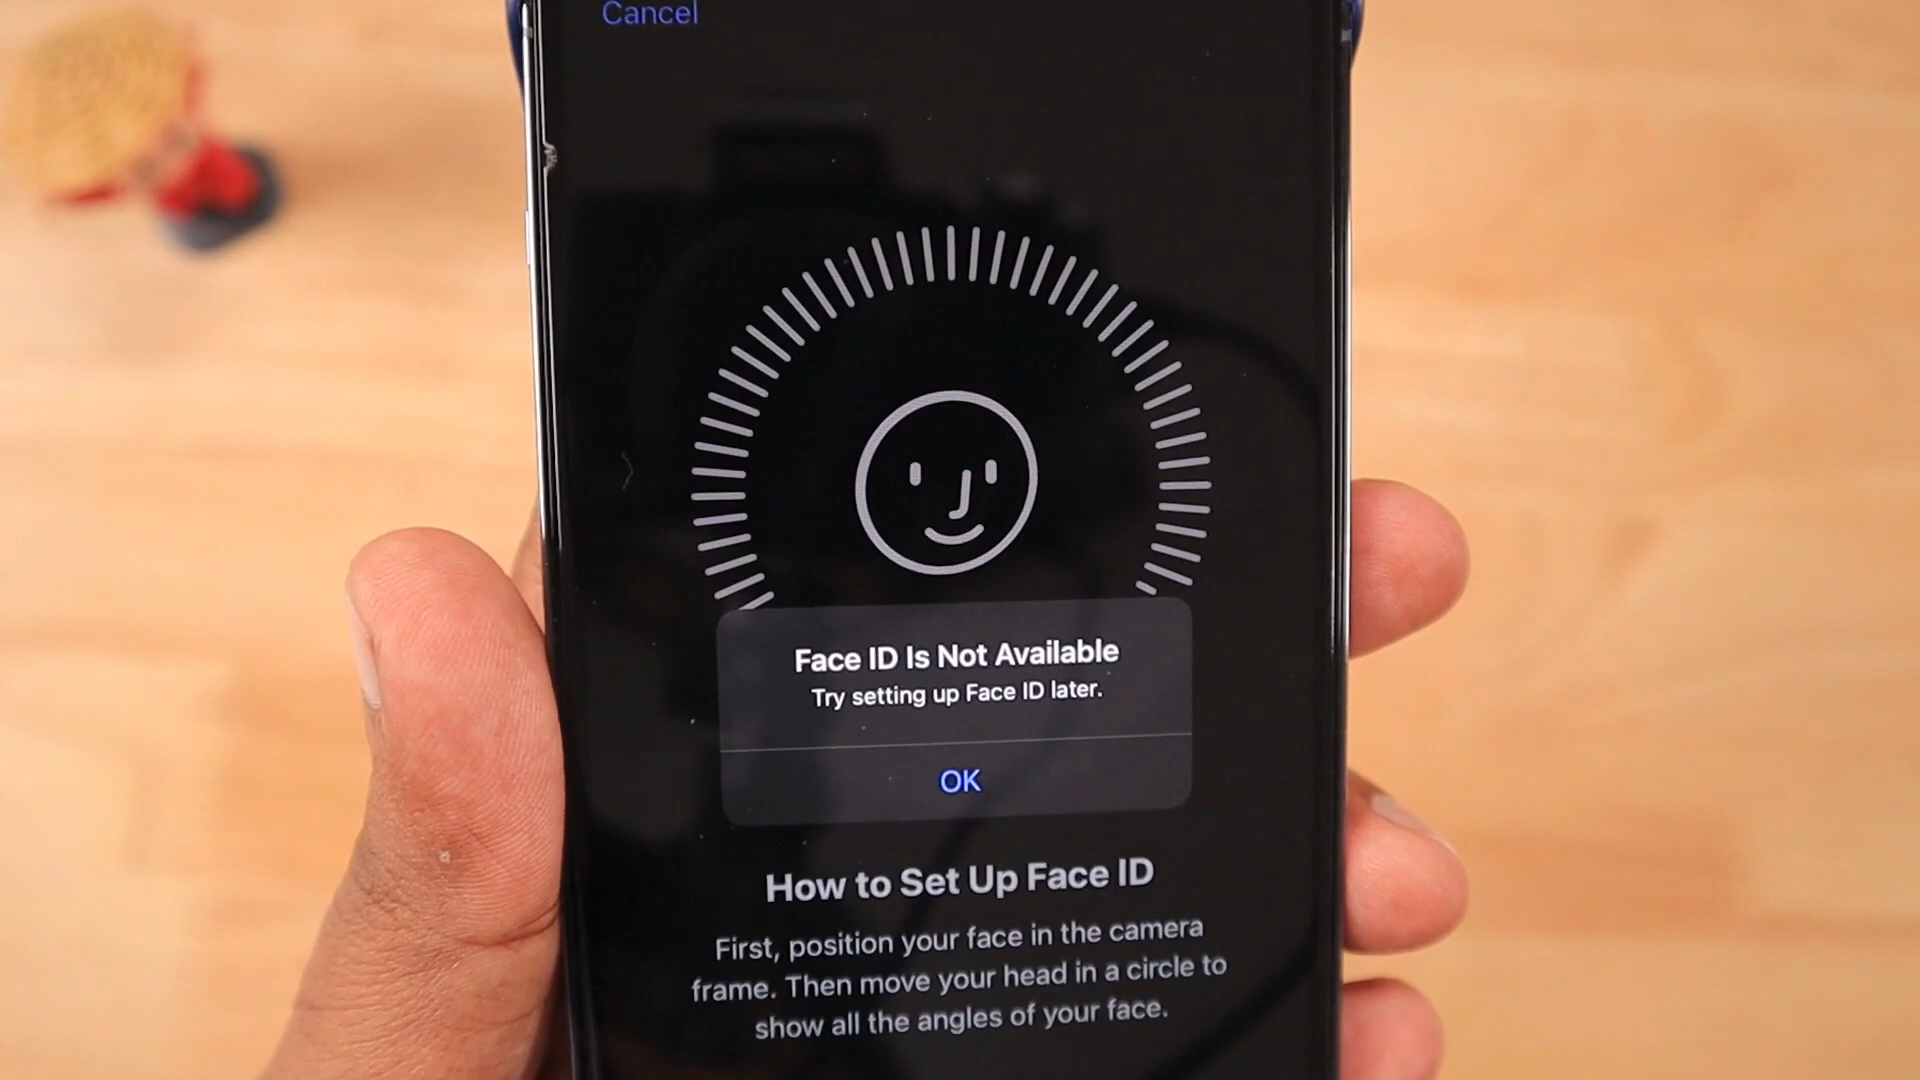 Cancel
Face ID Is Not Available
Try setting up Face ID later.
OK
How to Set Up Face ID
First, position your face in the camera
frame. Then move your head in a circle to
show all the angles of your face.